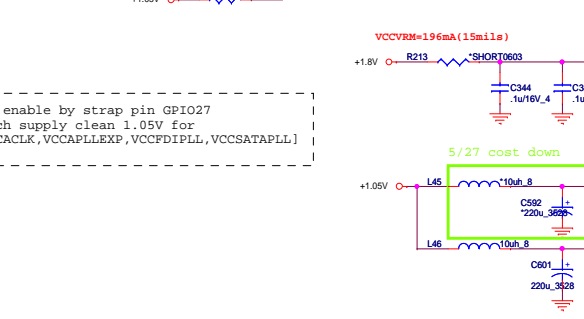 VCCVRM=196mA(15mils)
+1.8V
R213
*SHORT0603
C344
.1u/16V_4
enable by strap pin GPIO27
supply clean 1.05V for
CACLK,VCCAPLLEXP,VCCFDIPLL,VCCSATAPLL]
5/27 cost down
+1.05V
L45
*10uh_8
C592
*220u_3528
L46
10uh_8
C601
220u_3528